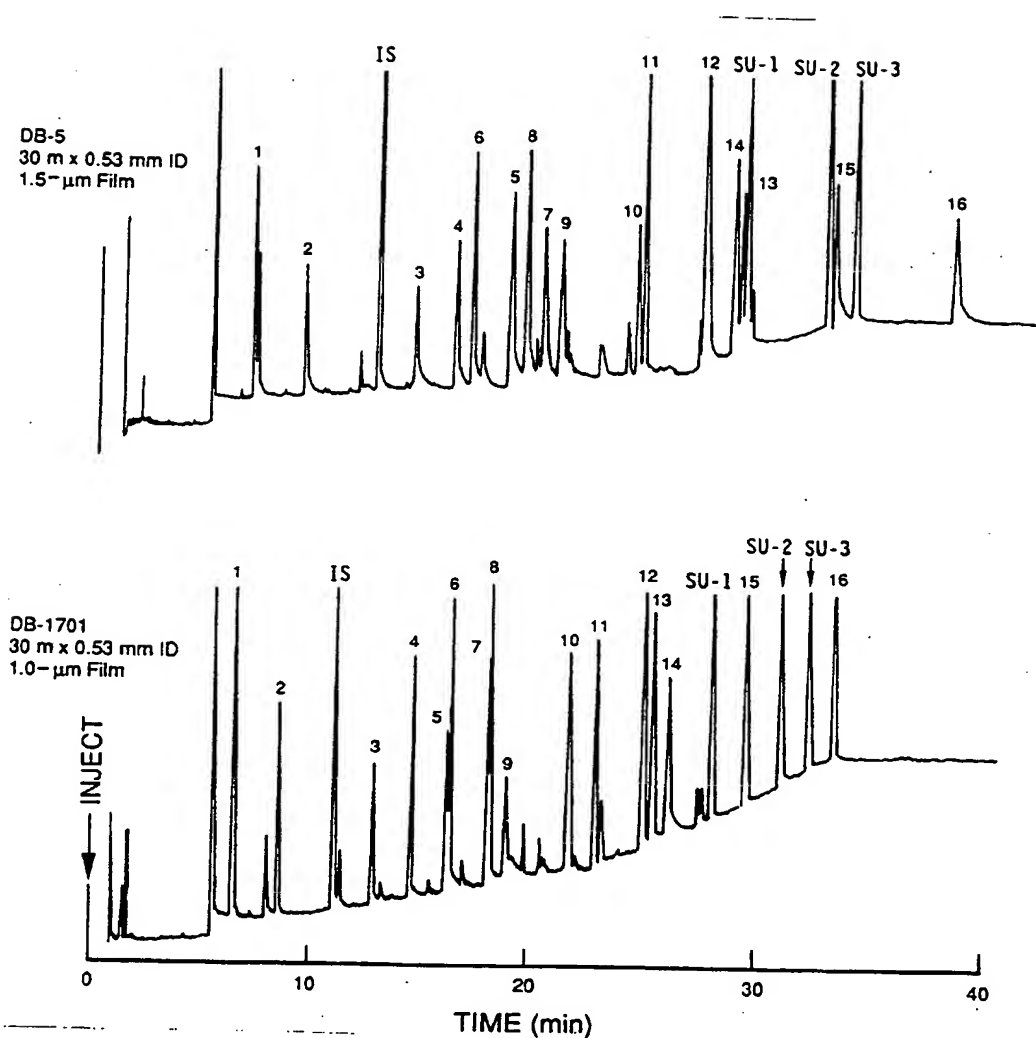 IS
11
12
SU-1
SU-2
SU-3
DB-5
30 m x 0.53 mm ID
1.5-μm Film
1
6
8
5
14
13
15
2
4
7
9
10
16
3
SU-2
SU-3
1
IS
6
8
12
13
SU-1
15
16
DB-1701
30 m x 0.53 mm ID
1.0-μm Film
2
4
7
10
11
14
3
5
9
INJECT
0
10
20
30
40
TIME (min)